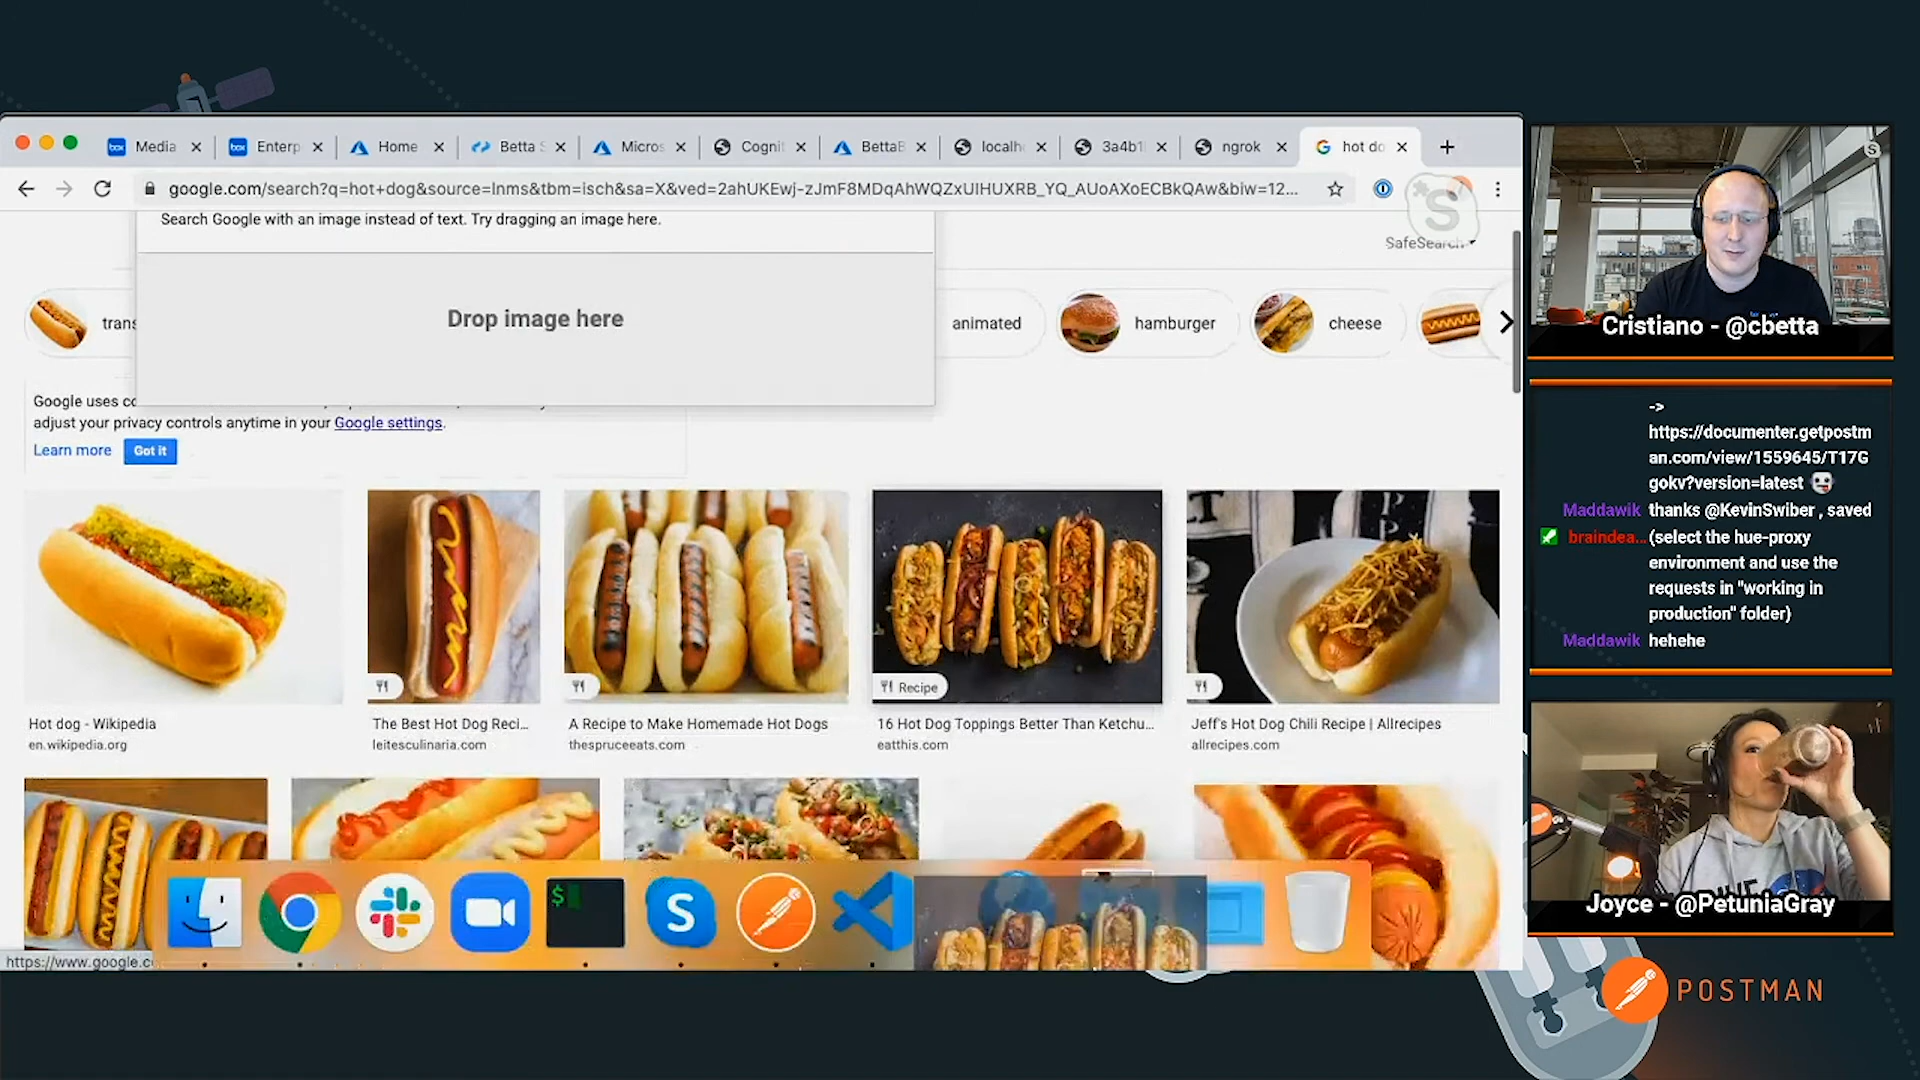 Media
Enterp
Home
Betta S
Micros
Cognit
BettaB
localh
3a4b1
ngrok
hot do
google.com/search?q=hot+dog&source=lnms&tbm=isch&sa=X&ved=2ahUKEwj-zJmF8MDqAhWQZxUIHUXRB_YQ_AUoAXoECBkQAw&biw=12...
Search Google with an image instead of text. Try dragging an image here.
SafeSearch
Drop image here
trans
animated
hamburger
cheese
Google uses co
adjust your privacy controls anytime in your Google settings.
Learn more
Got it
Recipe
Hot dog - Wikipedia
en.wikipedia.org
The Best Hot Dog Reci...
leitesculinaria.com
A Recipe to Make Homemade Hot Dogs
thespruceeats.com
16 Hot Dog Toppings Better Than Ketchu...
eatthis.com
Jeff's Hot Dog Chili Recipe | Allrecipes
allrecipes.com
https://www.google.c
Cristiano - @cbetta
->
https://documenter.getpostm
an.com/view/1559645/T17G
gokv?version=latest
Maddawik thanks @KevinSwiber , saved
braindea... (select the hue-proxy
environment and use the
requests in "working in
production" folder)
Maddawik hehehe
Joyce - @PetuniaGray
POSTMAN